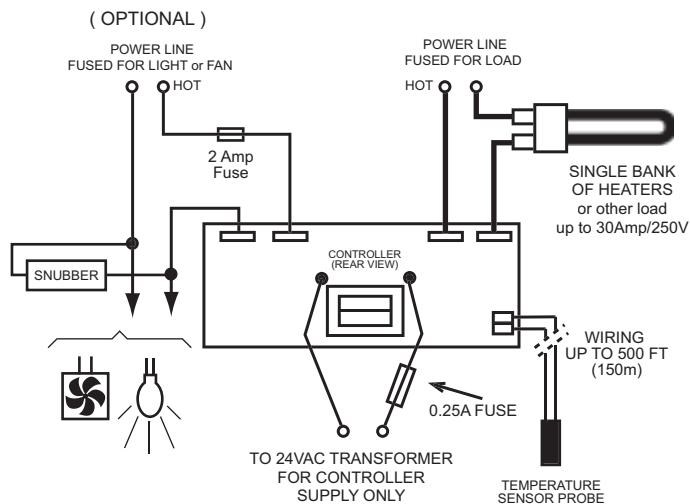 ( OPTIONAL )
POWER LINE
FUSED FOR LIGHT or FAN
HOT
2 Amp
Fuse
POWER LINE
FUSED FOR LOAD
HOT
SINGLE BANK
OF HEATERS
or other load
up to 30Amp/250V
SNUBBER
CONTROLLER
(REAR VIEW)
WIRING
UP TO 500 FT
(150m)
0.25A FUSE
TO 24VAC TRANSFORMER
FOR CONTROLLER
SUPPLY ONLY
TEMPERATURE
SENSOR PROBE